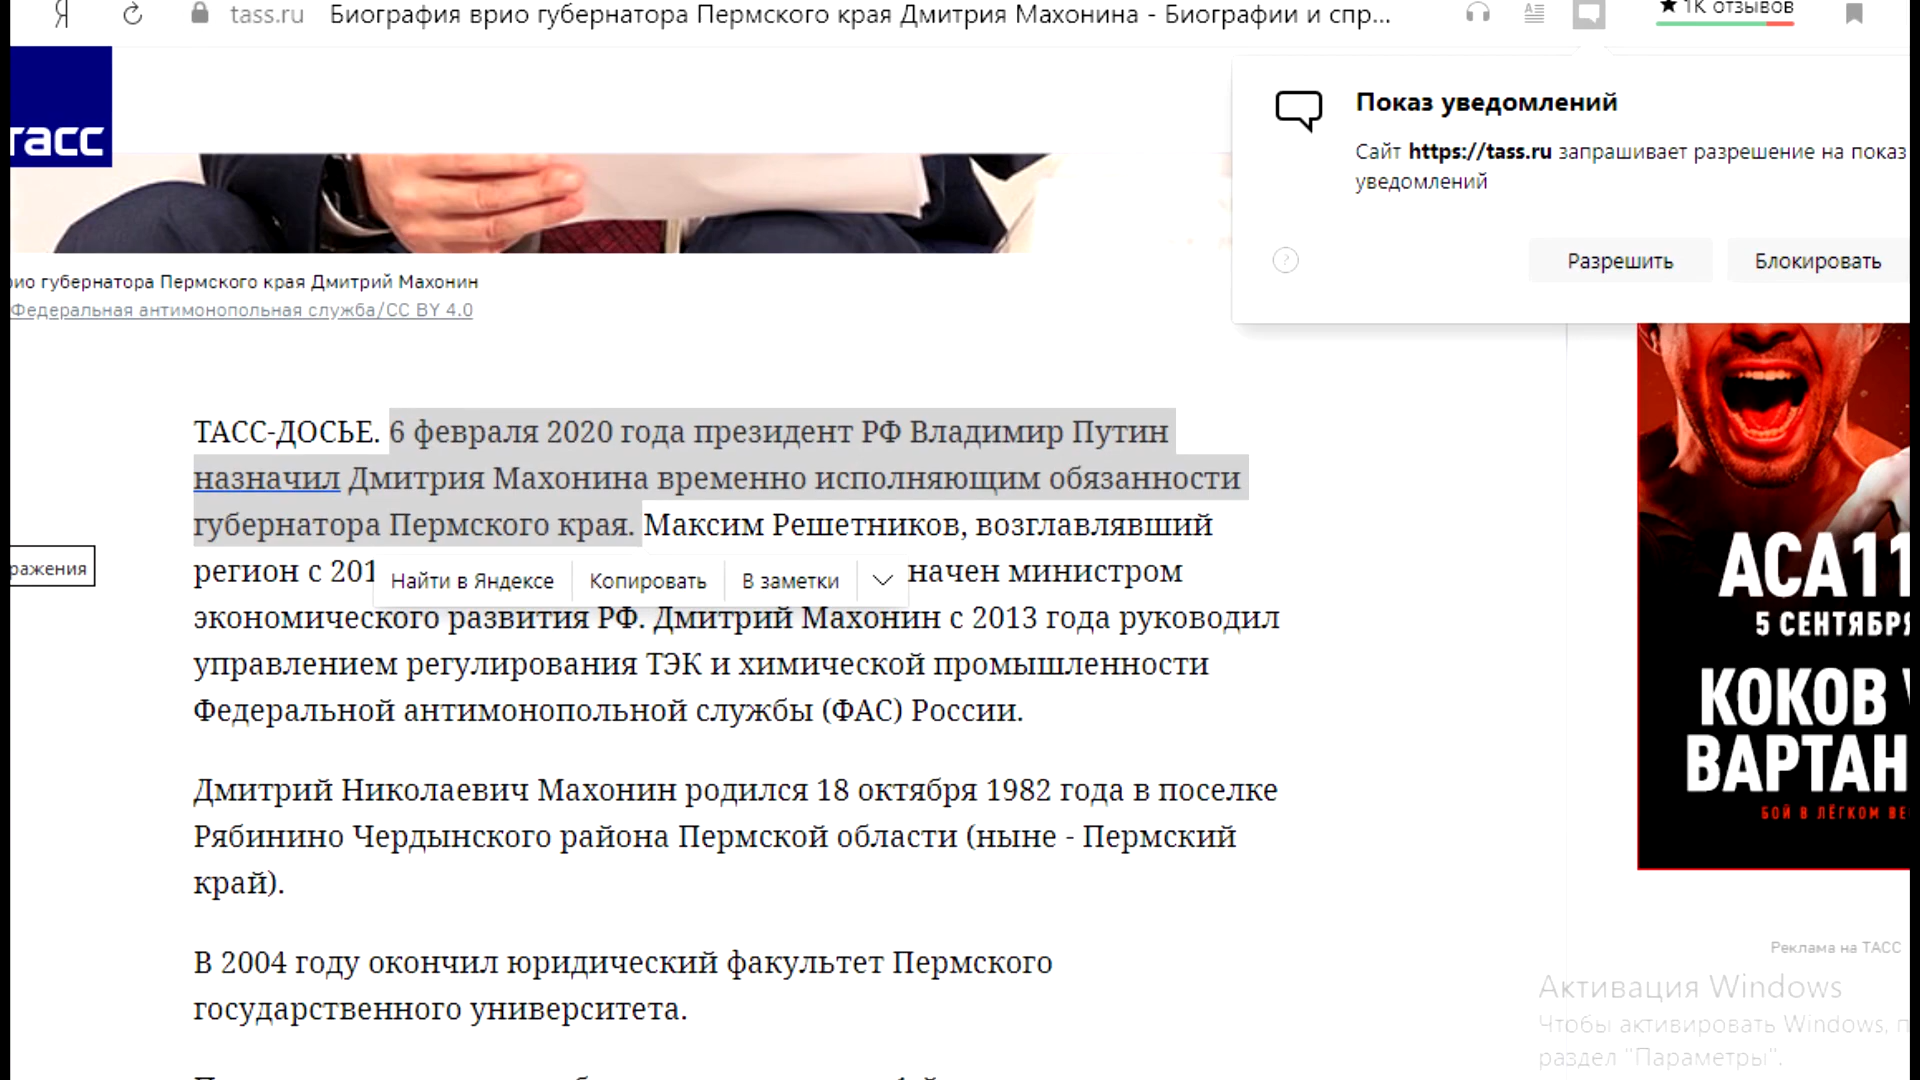 Я tass.ru Биография врио губернатора Пермского края Дмитрия Махонина - Биографии и спр... 1K отзывов
тасс
Показ уведомлений
Сайт https://tass.ru запрашивает разрешение на показ
уведомлений
? Разрешить Блокировать
губернатора Пермского края Дмитрий Махонин
Федеральная антимонопольная служба/CC BY 4.0
ТАСС-ДОСЬЕ. 6 февраля 2020 года президент РФ Владимир Путин
назначил Дмитрия Махонина временно исполняющим обязанности
губернатора Пермского края. Максим Решетников, возглавлявший
регион с 201 начен министром
Найти в Яндексе Копировать В заметки
экономического развития РФ. Дмитрий Махонин с 2013 года руководил
управлением регулирования ТЭК и химической промышленности
Федеральной антимонопольной службы (ФАС) России.
Дмитрий Николаевич Махонин родился 18 октября 1982 года в поселке
Рябинино Чердынского района Пермской области (ныне - Пермский
край).
В 2004 году окончил юридический факультет Пермского
государственного университета.
ACA11
5 СЕНТЯБРЯ
КОКОВ
ВАРТАН
БОЙ В ЛЁГКОМ ВЕ
Реклама на ТАСС
Активация Windows
Чтобы активировать Windows, п
раздел "Параметры".